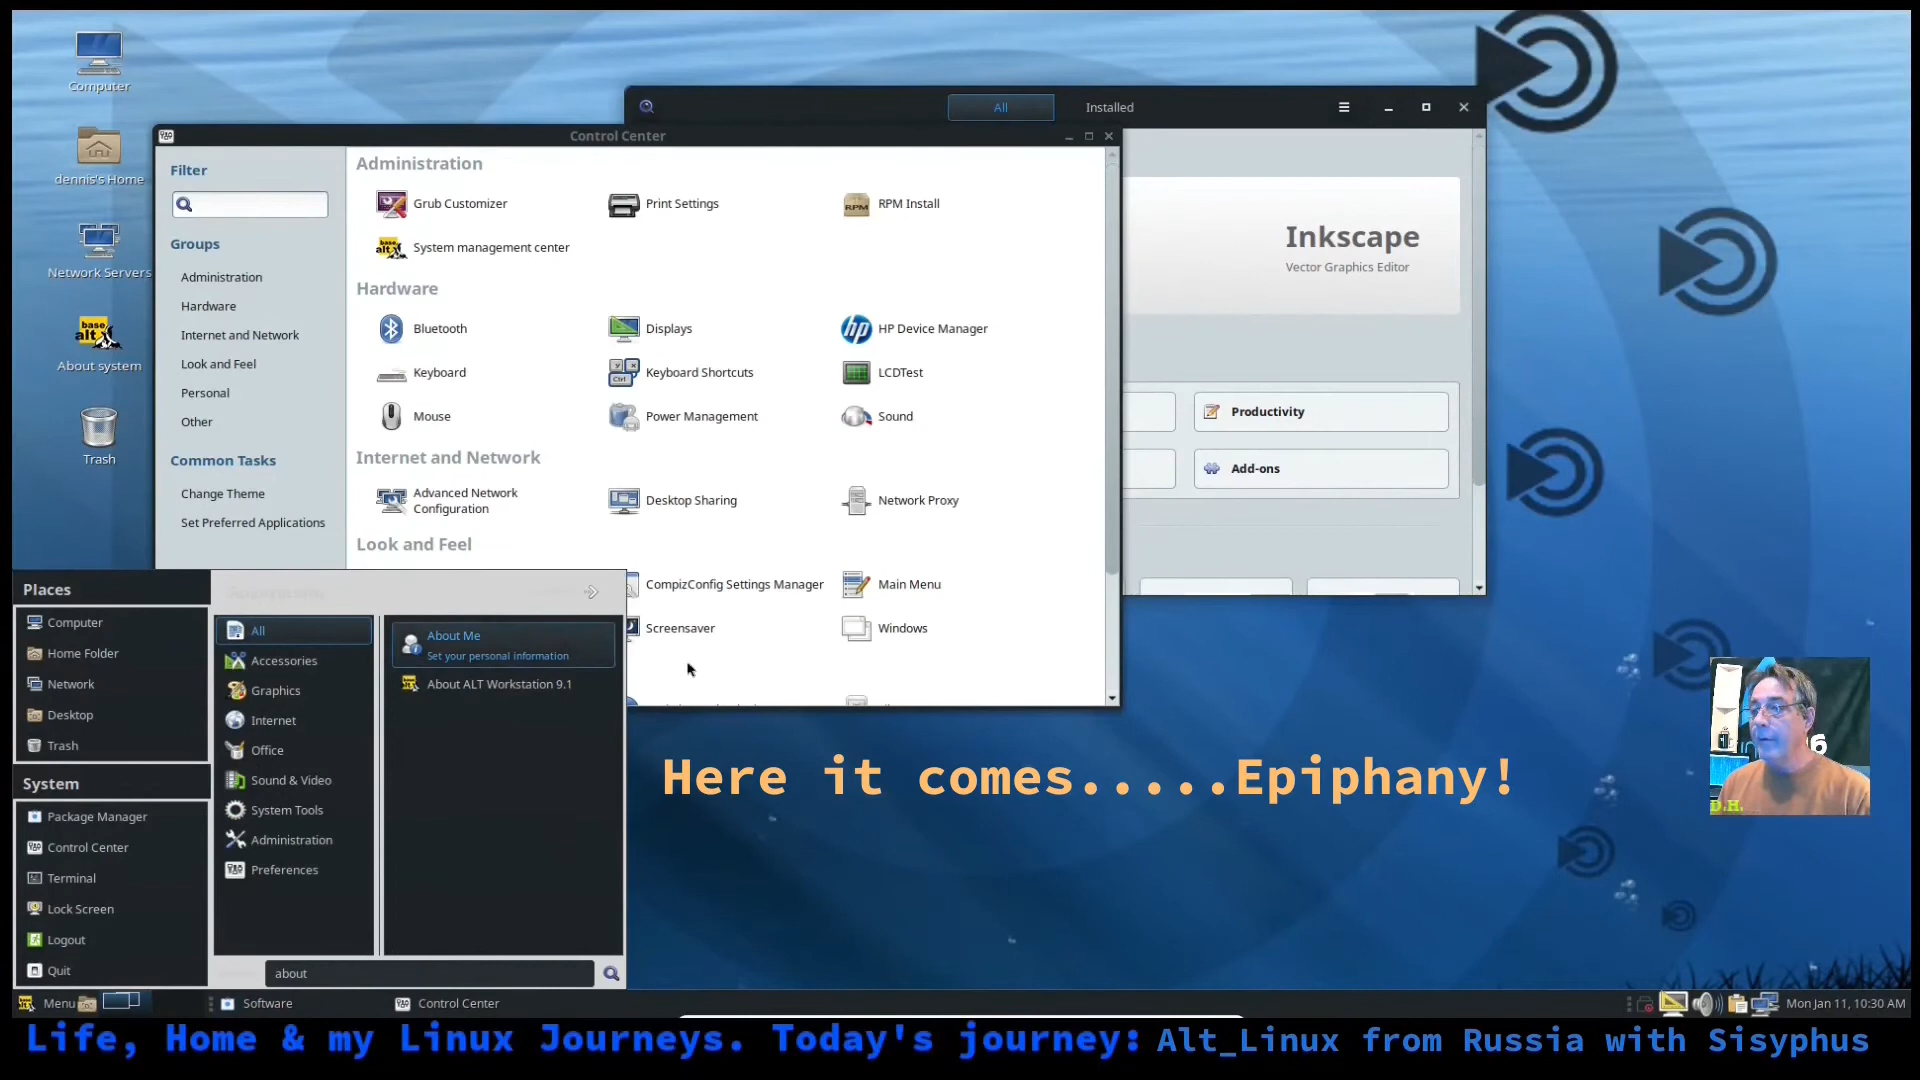 Computer
dennis's Home
Network Servers
base alt
About system
Trash
All
Installed
Control Center
Filter
Groups
Administration
Hardware
Internet and Network
Look and Feel
Personal
Other
Common Tasks
Change Theme
Set Preferred Applications
Administration
Grub Customizer
Print Settings
RPM Install
System management center
Hardware
Bluetooth
Displays
HP Device Manager
Keyboard
Keyboard Shortcuts
LCDTest
Mouse
Power Management
Sound
Internet and Network
Advanced Network
Configuration
Desktop Sharing
Network Proxy
Look and Feel
CompizConfig Settings Manager
Main Menu
Screensaver
Windows
Inkscape
Vector Graphics Editor
Productivity
Add-ons
Places
Computer
Home Folder
Network
Desktop
Trash
System
Package Manager
Control Center
Terminal
Lock Screen
Logout
Quit
All
Accessories
Graphics
Internet
Office
Sound & Video
System Tools
Administration
Preferences
About Me
Set your personal information
About ALT Workstation 9.1
about
Here it comes.....Epiphany!
D.H.
Menu
Software
Control Center
Mon Jan 11, 10:30 AM
Life, Home & my Linux Journeys. Today's journey: Alt_Linux from Russia with Sisyphus